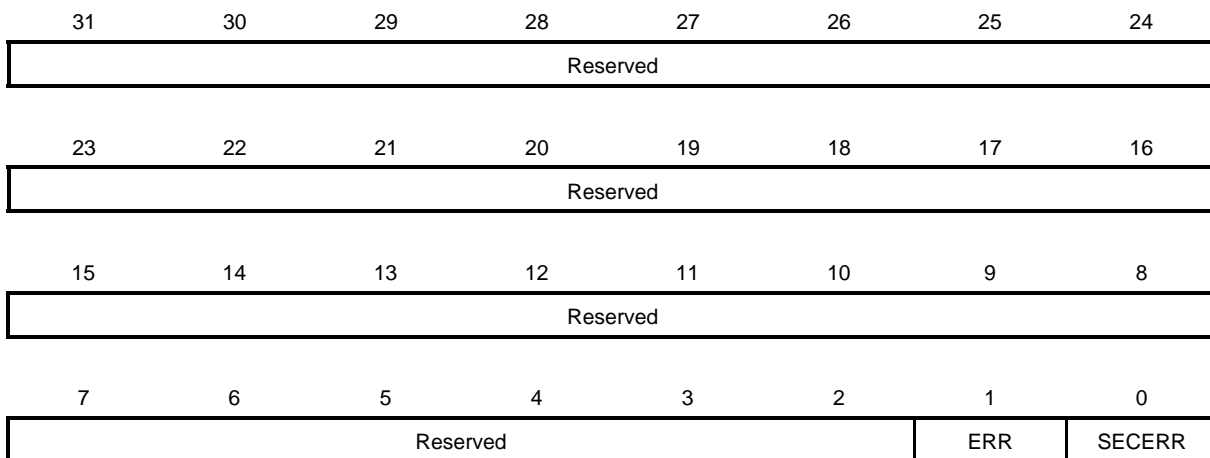 31 30 29 28 27 26 25 24
Reserved
23 22 21 20 19 18 17 16
Reserved
15 14 13 12 11 10 9 8
Reserved
7 6 5 4 3 2 1 0
Reserved ERR SECERR